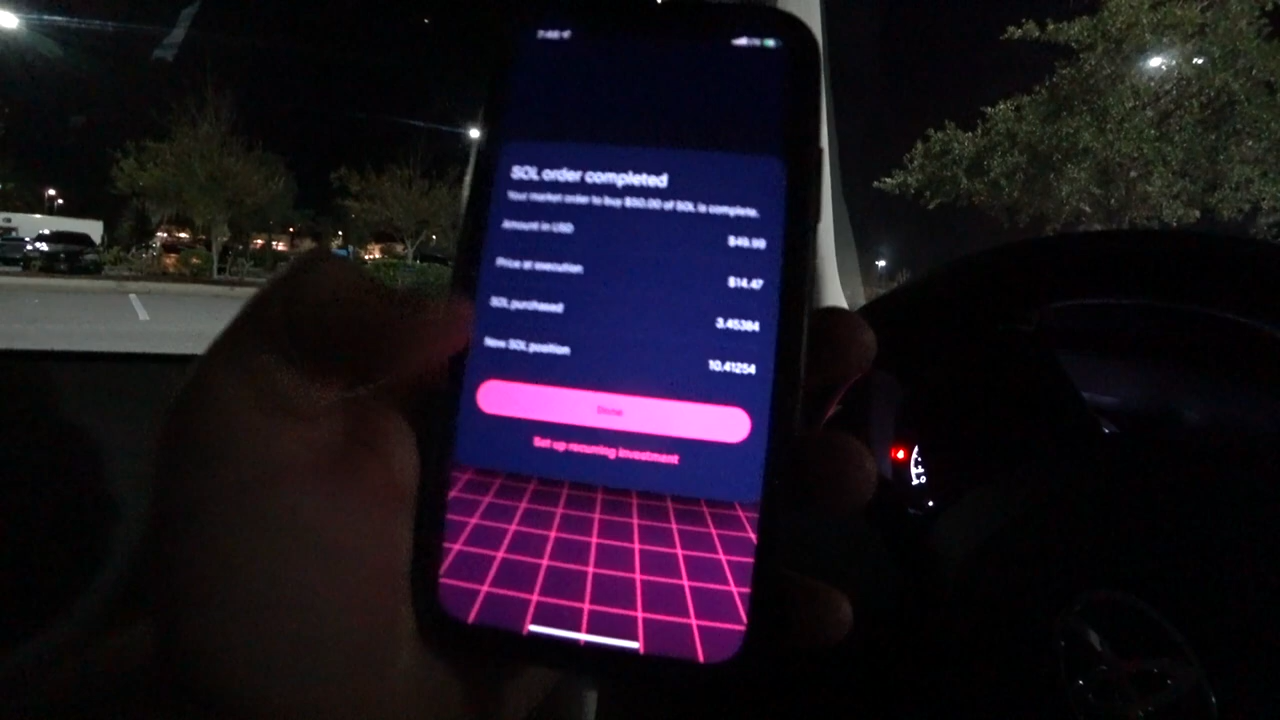 SOL order completed
Your market order to buy $50.00 of SOL is complete.
Amount in USD $49.99
Price at execution $14.47
SOL purchased 3.45384
New SOL position 10.41254
Done
Set up recurring investment